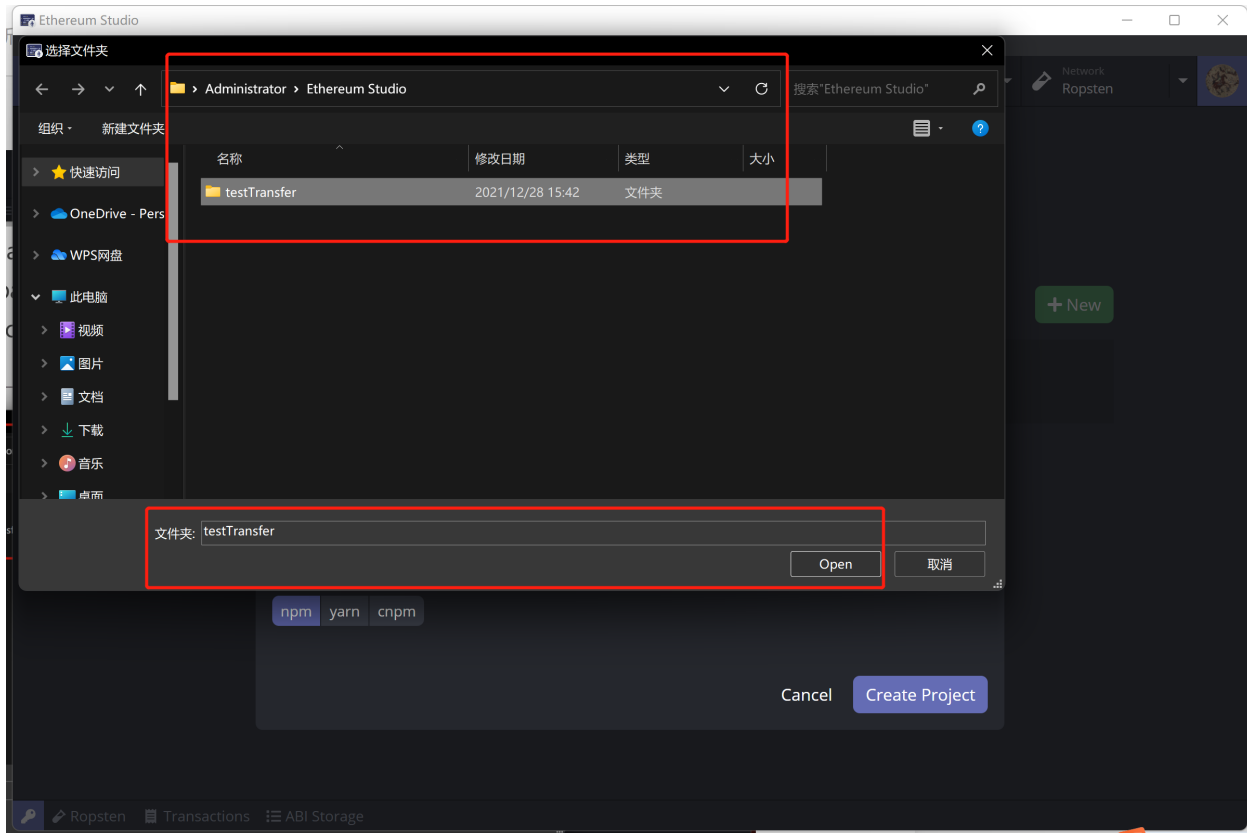 Ethereum Studio
选择文件夹
Administrator › Ethereum Studio
搜索"Ethereum Studio"
Network
Ropsten
组织
新建文件夹
名称 修改日期 类型 大小
testTransfer 2021/12/28 15:42 文件夹
快速访问
OneDrive - Pers
WPS网盘
此电脑
视频
图片
文档
下载
音乐
桌面
+ New
文件夹: testTransfer
Open 取消
npm yarn cnpm
Cancel Create Project
Ropsten Transactions ABI Storage